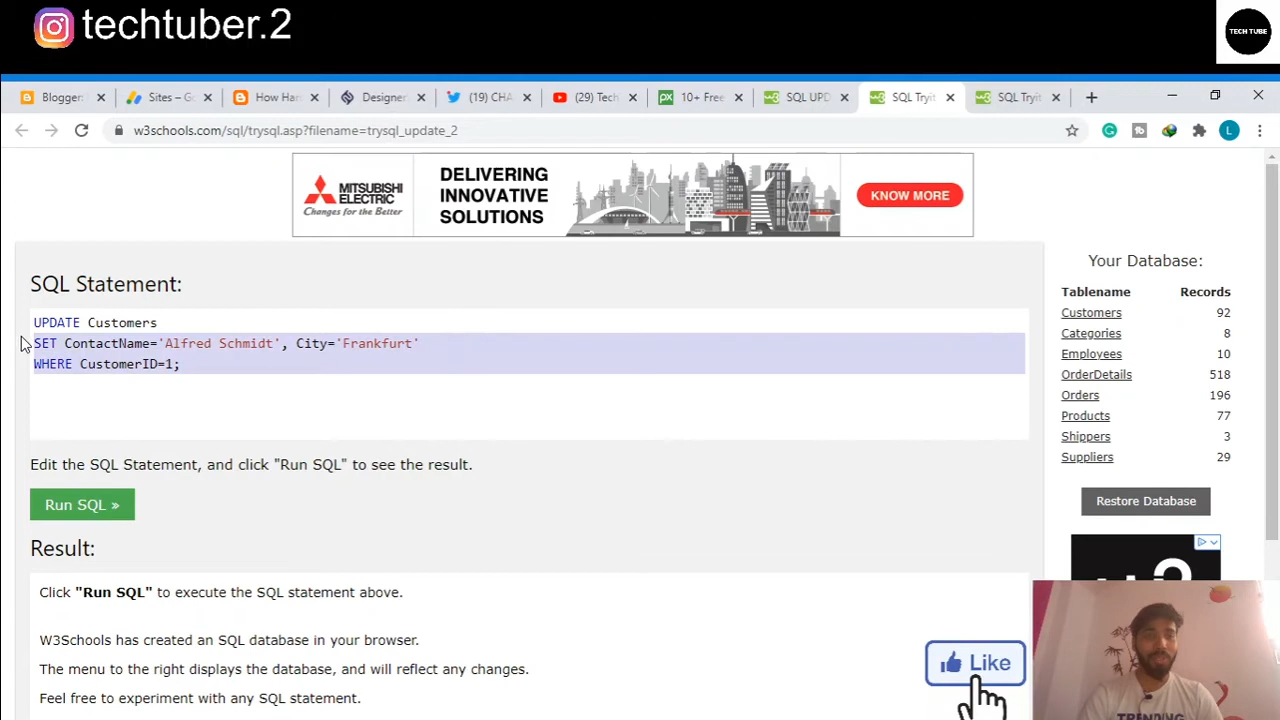 techtuber.2
TECH TUBE
Blogger: Sites – Go How Han Designer (19) CHA (29) Tech 10+ Free SQL UPD SQL Tryit SQL Tryit
w3schools.com/sql/trysql.asp?filename=trysql_update_2
L
MITSUBISHI ELECTRIC
Changes for the Better
DELIVERING
INNOVATIVE
SOLUTIONS
KNOW MORE
SQL Statement:
UPDATE Customers
SET ContactName='Alfred Schmidt', City='Frankfurt'
WHERE CustomerID=1;
Edit the SQL Statement, and click "Run SQL" to see the result.
Run SQL »
Result:
Click "Run SQL" to execute the SQL statement above.
W3Schools has created an SQL database in your browser.
The menu to the right displays the database, and will reflect any changes.
Feel free to experiment with any SQL statement.
Your Database:
Tablename Records
Customers 92
Categories 8
Employees 10
OrderDetails 518
Orders 196
Products 77
Shippers 3
Suppliers 29
Restore Database
Like
TRENDING